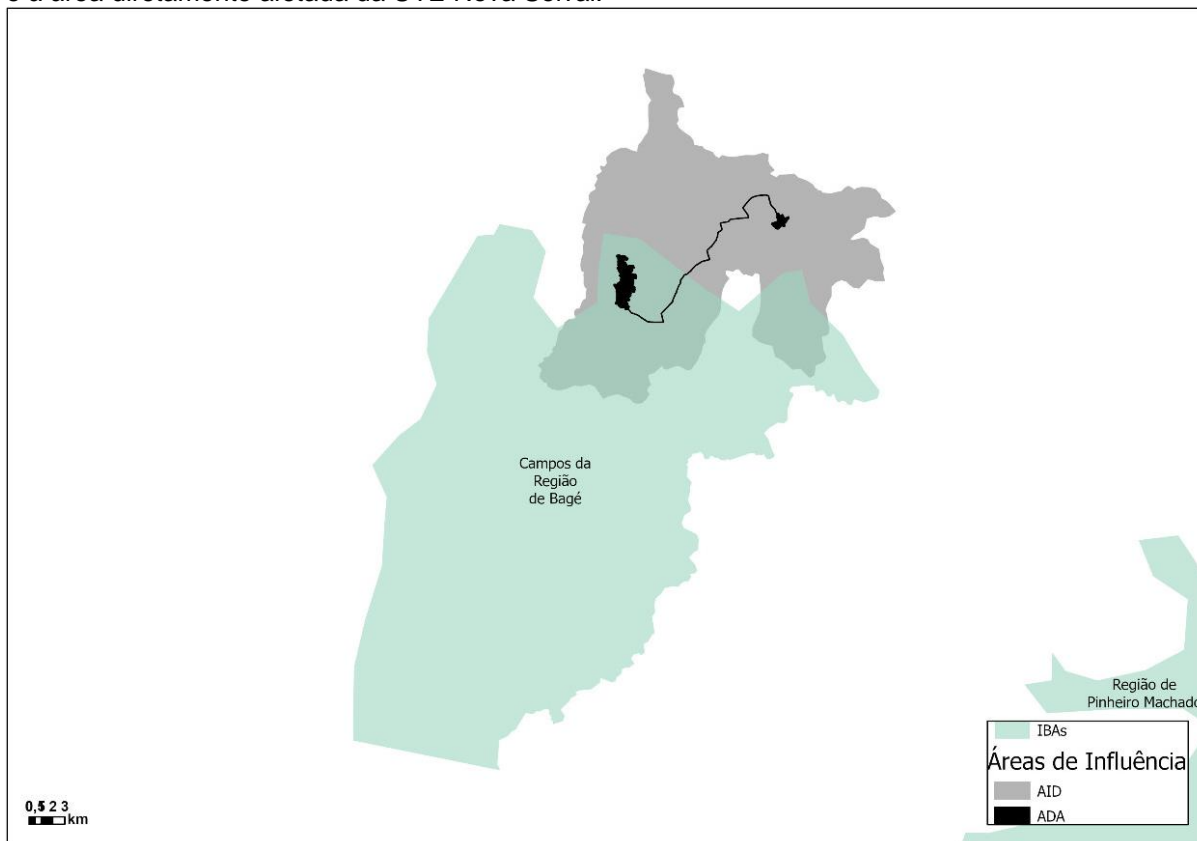 e a área diretamente afetada da UTE Nova Seival.
Campos da
Região
de Bagé
Região de
Pinheiro Machado
IBAs
Áreas de Influência
AID
ADA
0,5 2 3
km